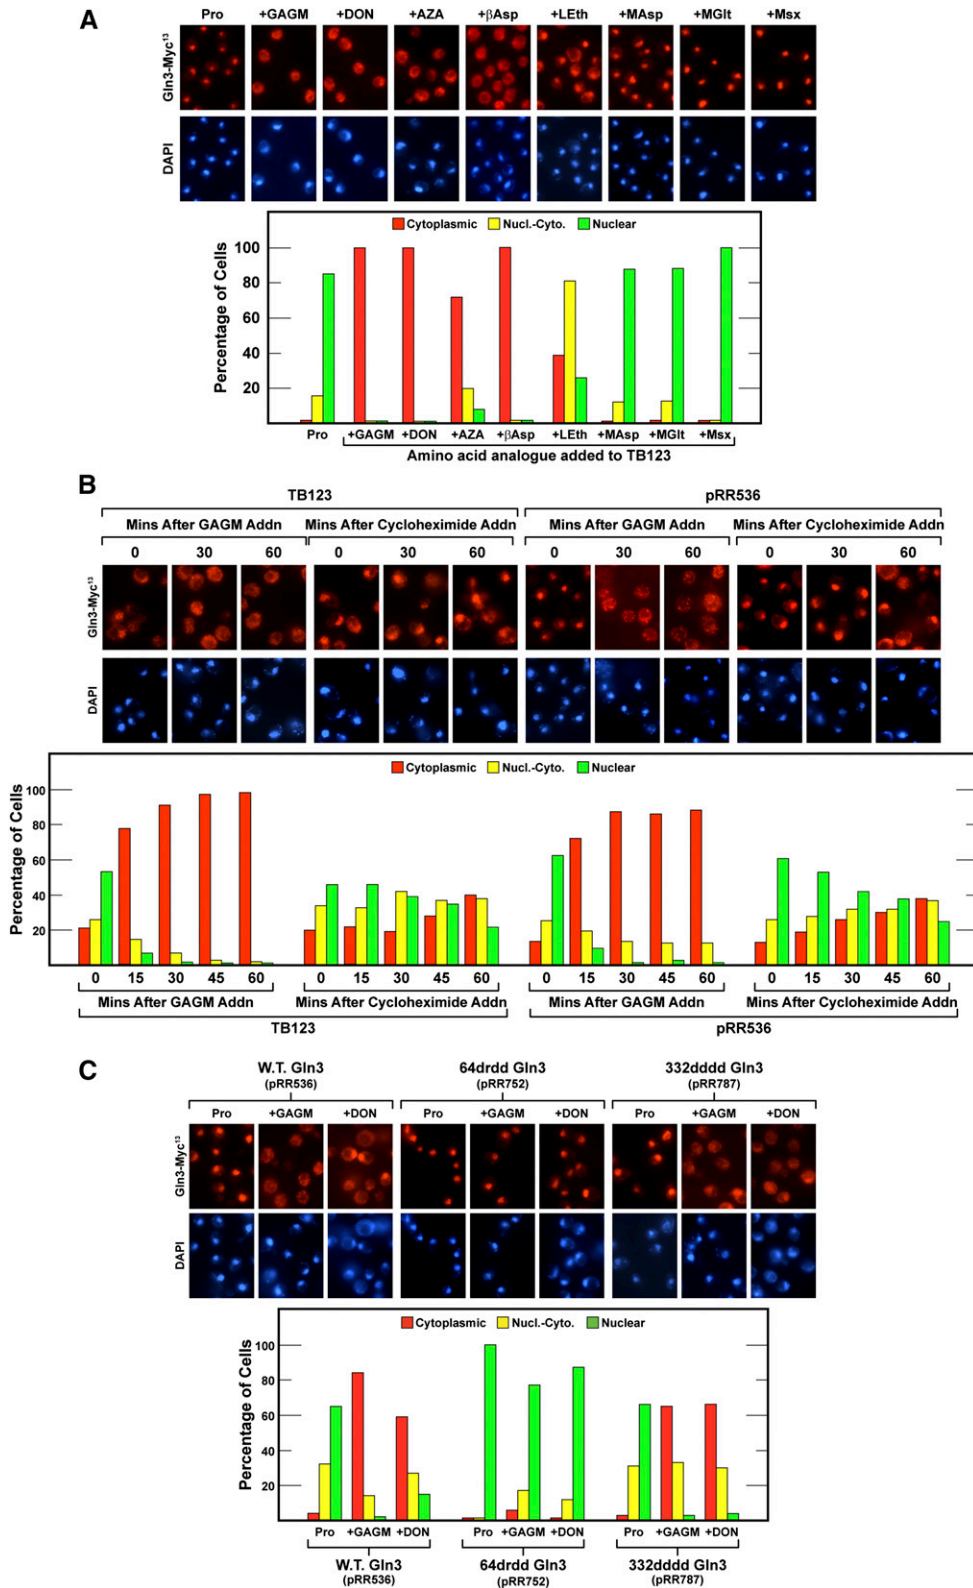 A
Pro +GAGM +DON +AZA +βAsp +LEth +MAsp +MGlt +Msx
Gln3-Myc¹³
DAPI
Cytoplasmic Nucl.-Cyto. Nuclear
Percentage of Cells
100
80
60
40
20
Pro +GAGM +DON +AZA +βAsp +LEth +MAsp +MGlt +Msx
Amino acid analogue added to TB123
B
TB123 pRR536
Mins After GAGM Addn Mins After Cycloheximide Addn Mins After GAGM Addn Mins After Cycloheximide Addn
0 30 60 0 30 60 0 30 60 0 30 60
Gln3-Myc¹³
DAPI
Cytoplasmic Nucl.-Cyto. Nuclear
Percentage of Cells
100
80
60
40
20
0 15 30 45 60 0 15 30 45 60 0 15 30 45 60 0 15 30 45 60
Mins After GAGM Addn Mins After Cycloheximide Addn Mins After GAGM Addn Mins After Cycloheximide Addn
TB123 pRR536
C
W.T. Gln3 64drdd Gln3 332dddd Gln3
(pRR536) (pRR752) (pRR787)
Pro +GAGM +DON Pro +GAGM +DON Pro +GAGM +DON
Gln3-Myc¹³
DAPI
Cytoplasmic Nucl.-Cyto. Nuclear
Percentage of Cells
100
80
60
40
20
Pro +GAGM +DON Pro +GAGM +DON Pro +GAGM +DON
W.T. Gln3 64drdd Gln3 332dddd Gln3
(pRR536) (pRR752) (pRR787)